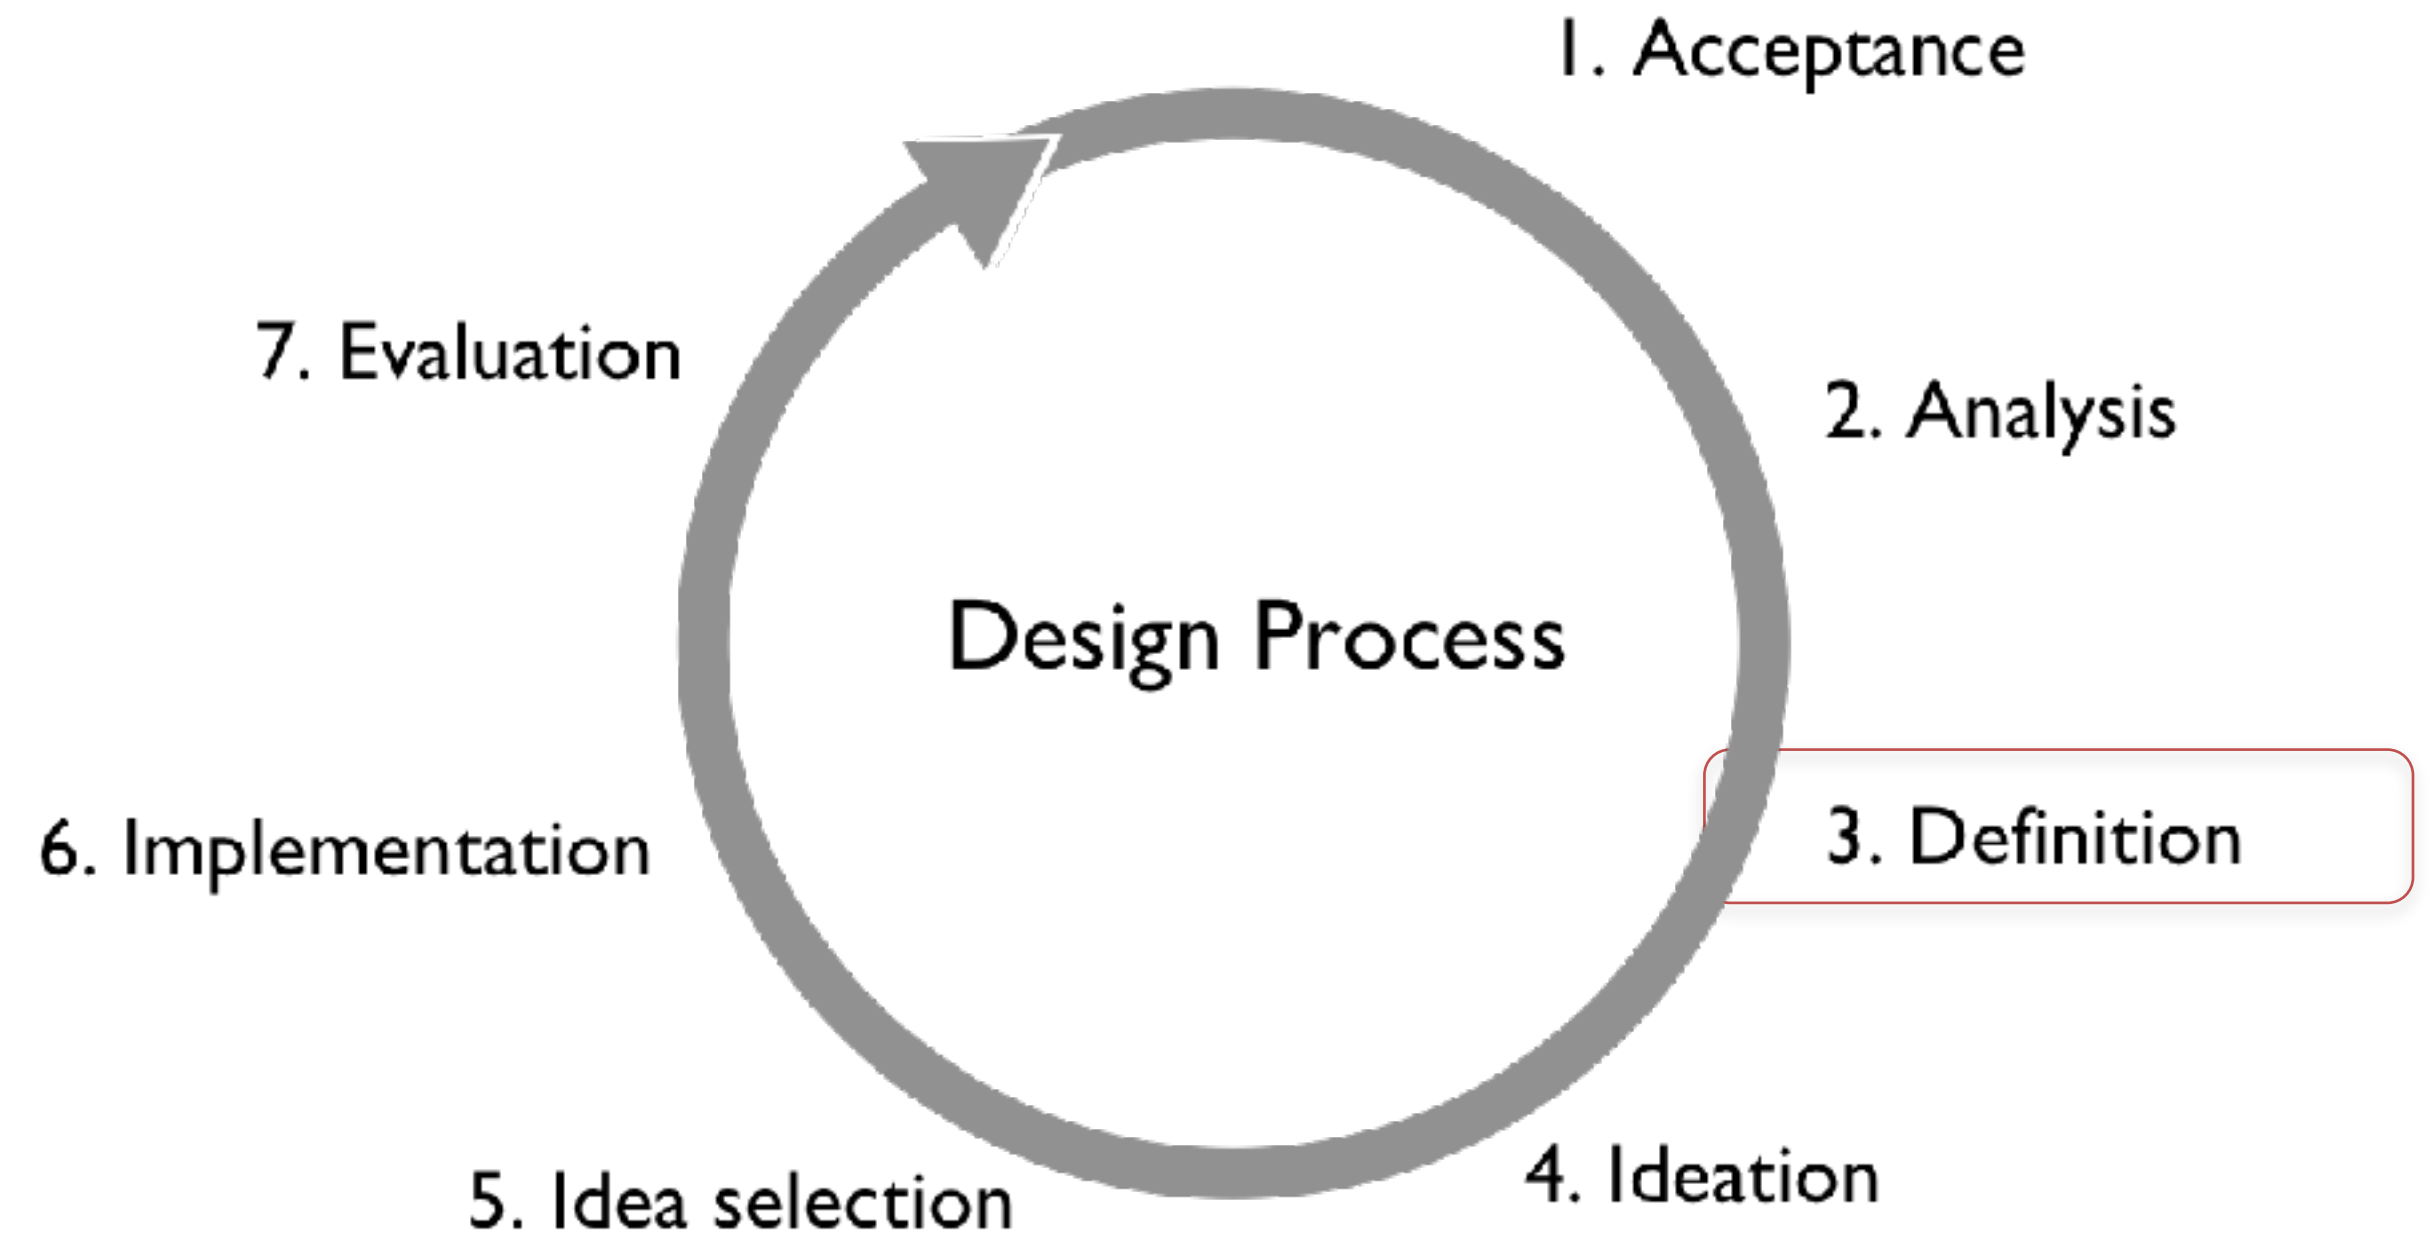 1. Acceptance
2. Analysis
3. Definition
4. Ideation
5. Idea selection
6. Implementation
7. Evaluation
Design Process